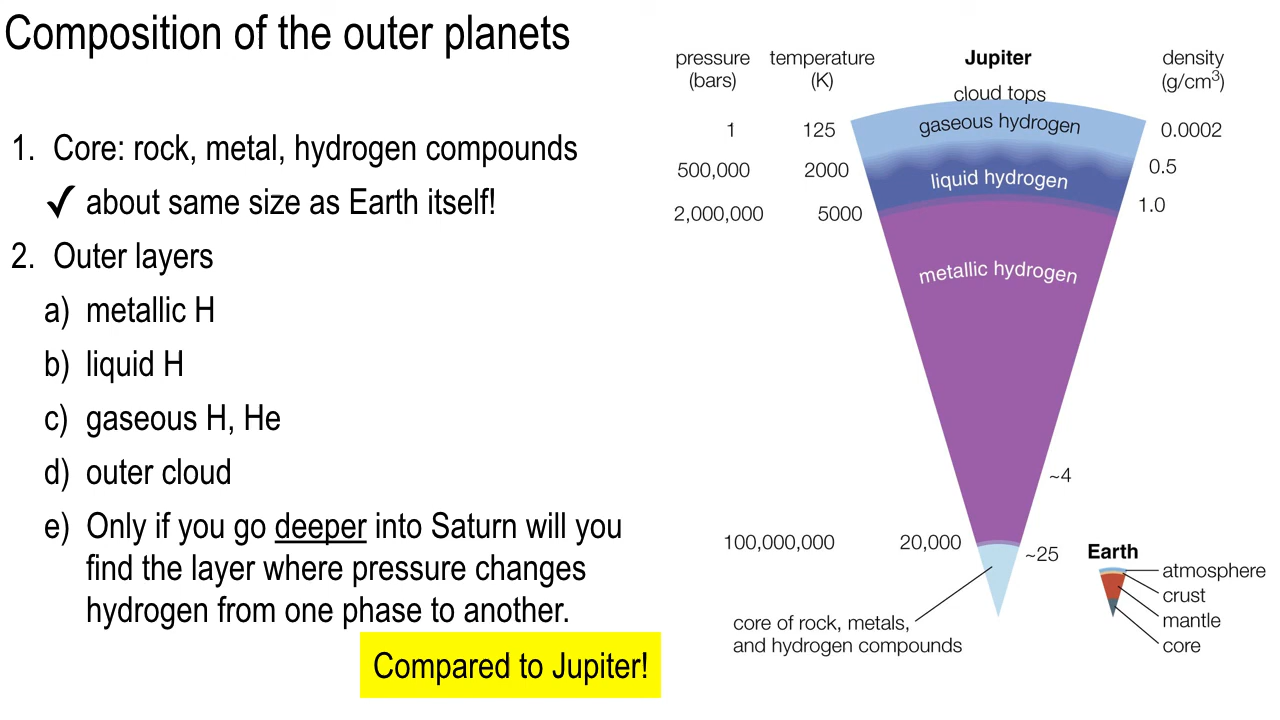 Composition of the outer planets
1. Core: rock, metal, hydrogen compounds
✓ about same size as Earth itself!
2. Outer layers
a) metallic H
b) liquid H
c) gaseous H, He
d) outer cloud
e) Only if you go deeper into Saturn will you
find the layer where pressure changes
hydrogen from one phase to another.
Compared to Jupiter!
pressure
(bars)
temperature
(K)
Jupiter
density
(g/cm³)
cloud tops
1
125
gaseous hydrogen
0.0002
500,000
2000
liquid hydrogen
0.5
2,000,000
5000
1.0
metallic hydrogen
~4
100,000,000
20,000
~25
core of rock, metals,
and hydrogen compounds
Earth
atmosphere
crust
mantle
core